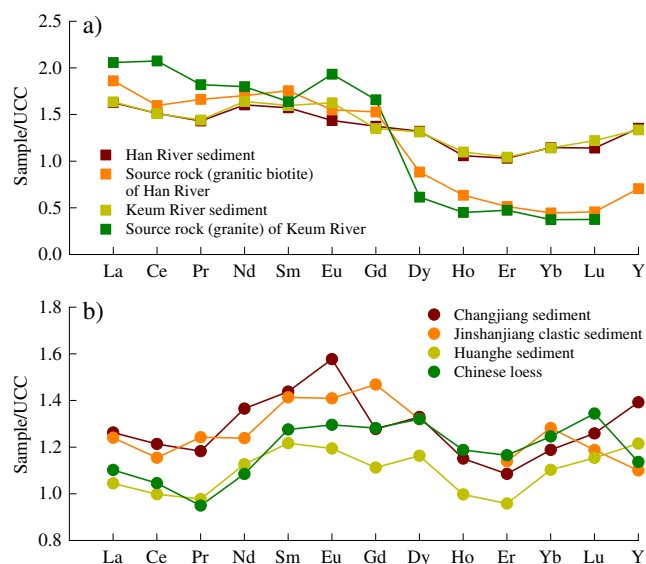 a)
2.5
2.0
1.5
1.0
0.5
0.0
Sample/UCC
Han River sediment
Source rock (granitic biotite)
of Han River
Keum River sediment
Source rock (granite) of Keum River
La Ce Pr Nd Sm Eu Gd Dy Ho Er Yb Lu Y
b)
1.8
1.6
1.4
1.2
1.0
0.8
Sample/UCC
Changjiang sediment
Jinshanjiang clastic sediment
Huanghe sediment
Chinese loess
La Ce Pr Nd Sm Eu Gd Dy Ho Er Yb Lu Y